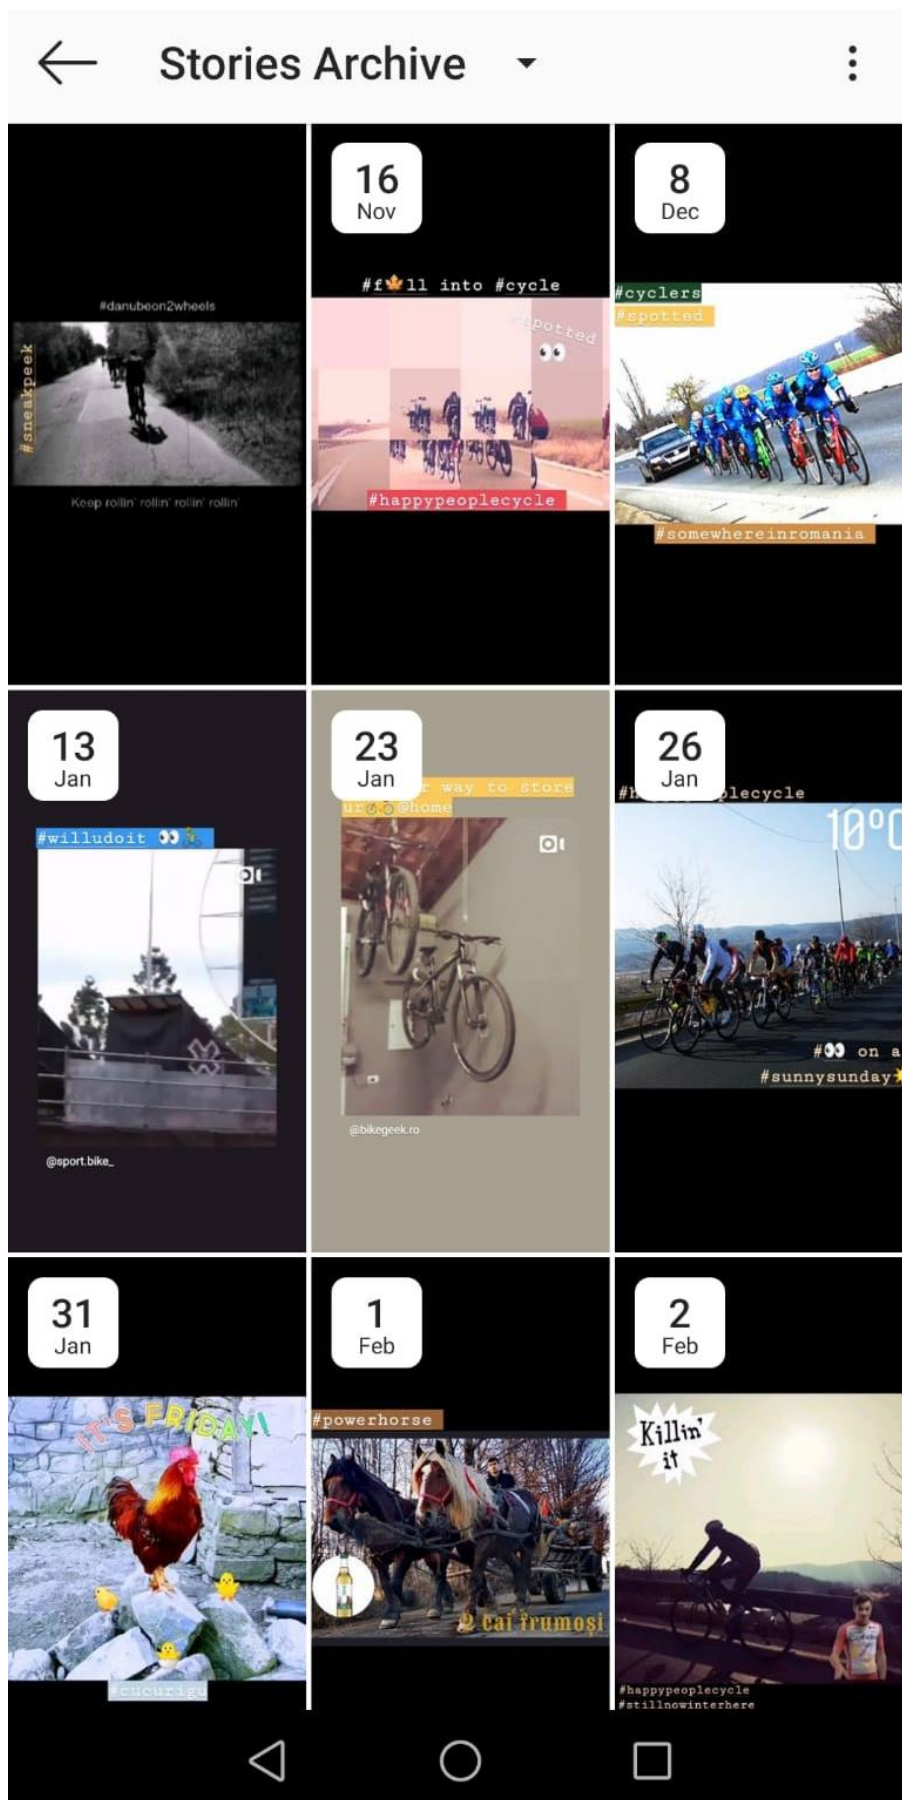 Stories Archive
#danubeon2wheels
#sneakpeek
Keep rollin' rollin' rollin' rollin'
16
Nov
#f🍁ll into #cycle
#spotted
👀
#happypeoplecycle
8
Dec
#cyclers
#spotted
#somewhereinromania
13
Jan
#willudoit 👀🚴
@sport.bike_
23
Jan
way to store
ur🚲🚲@home
@bikegeek.ro
26
Jan
plecycle
10°C
#👀 on a
#sunnysunday☀
31
Jan
IT'S FRIDAY!
#cucurigu
1
Feb
#powerhorse
2 cai frumoși
2
Feb
Killin'
it
#happypeoplecycle
#stillnowinterhere